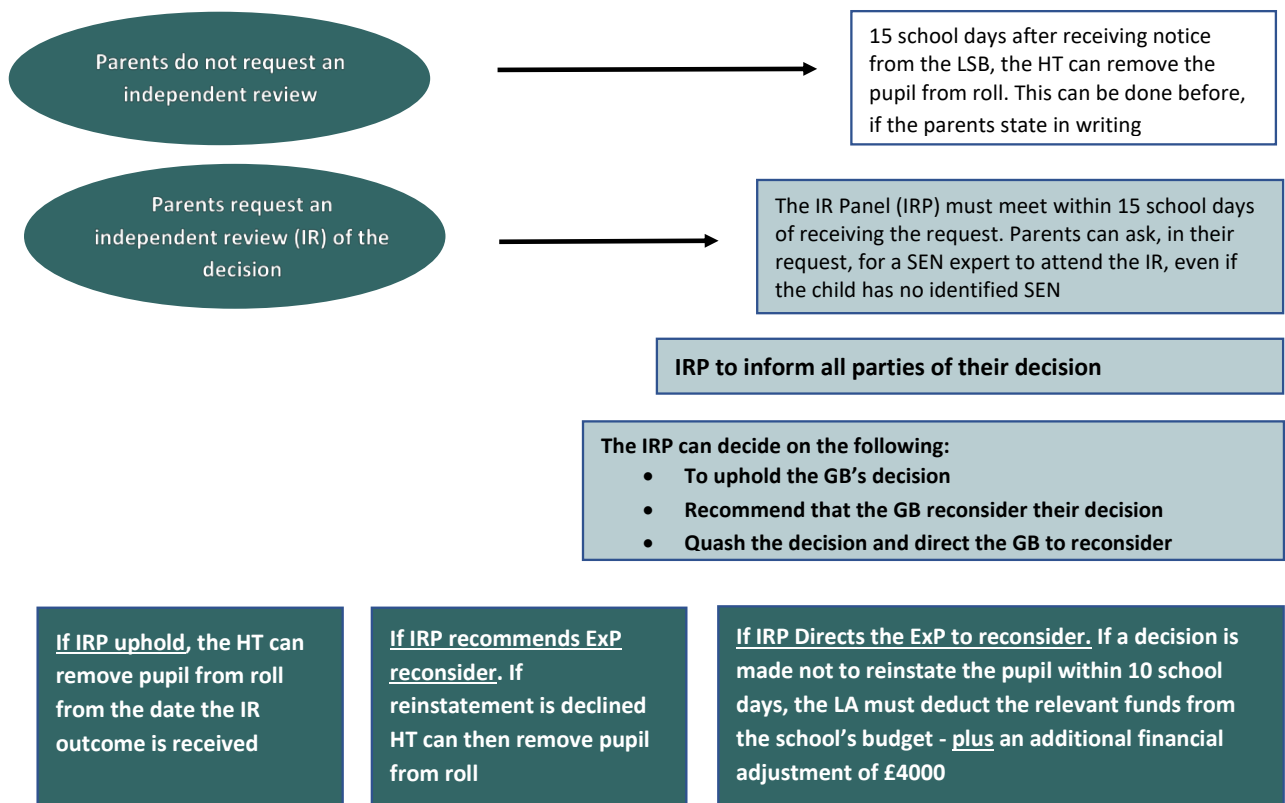 Parents do not request an
independent review
15 school days after receiving notice
from the LSB, the HT can remove the
pupil from roll. This can be done before,
if the parents state in writing
Parents request an
independent review (IR) of the
decision
The IR Panel (IRP) must meet within 15 school days
of receiving the request. Parents can ask, in their
request, for a SEN expert to attend the IR, even if
the child has no identified SEN
IRP to inform all parties of their decision
The IRP can decide on the following:
• To uphold the GB’s decision
• Recommend that the GB reconsider their decision
• Quash the decision and direct the GB to reconsider
If IRP uphold, the HT can
remove pupil from roll
from the date the IR
outcome is received
If IRP recommends ExP
reconsider. If
reinstatement is declined
HT can then remove pupil
from roll
If IRP Directs the ExP to reconsider. If a decision is
made not to reinstate the pupil within 10 school
days, the LA must deduct the relevant funds from
the school’s budget - plus an additional financial
adjustment of £4000